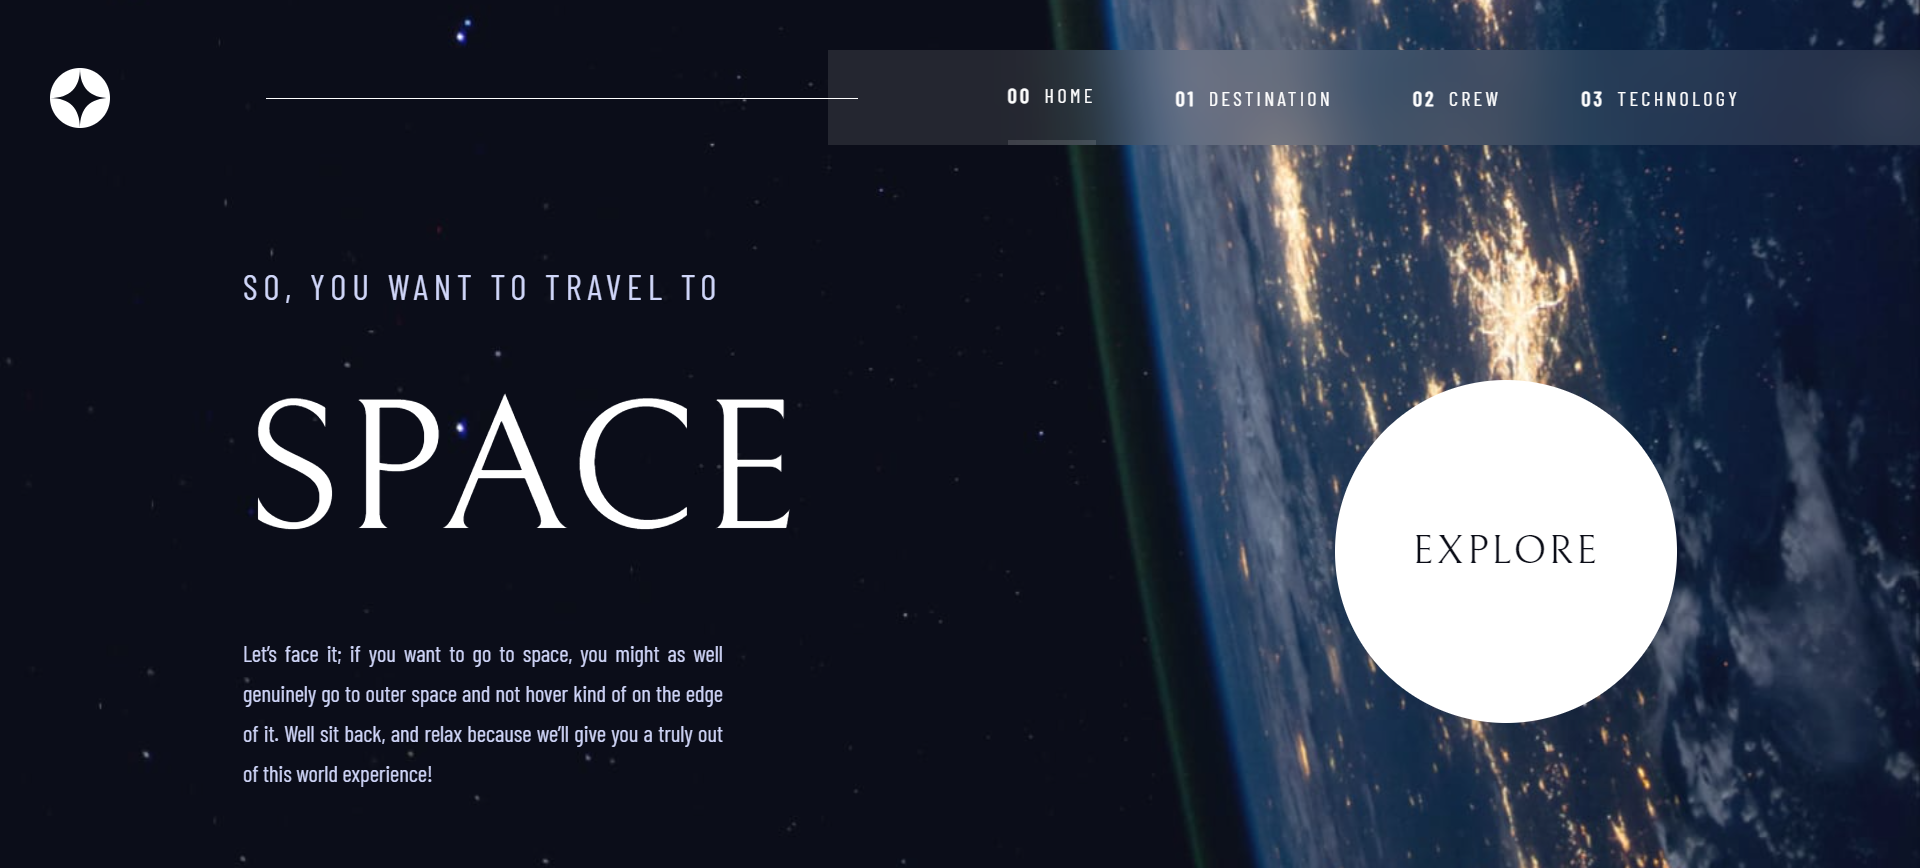 00 HOME 01 DESTINATION 02 CREW 03 TECHNOLOGY
SO, YOU WANT TO TRAVEL TO
SPACE
Let’s face it; if you want to go to space, you might as well
genuinely go to outer space and not hover kind of on the edge
of it. Well sit back, and relax because we’ll give you a truly out
of this world experience!
EXPLORE